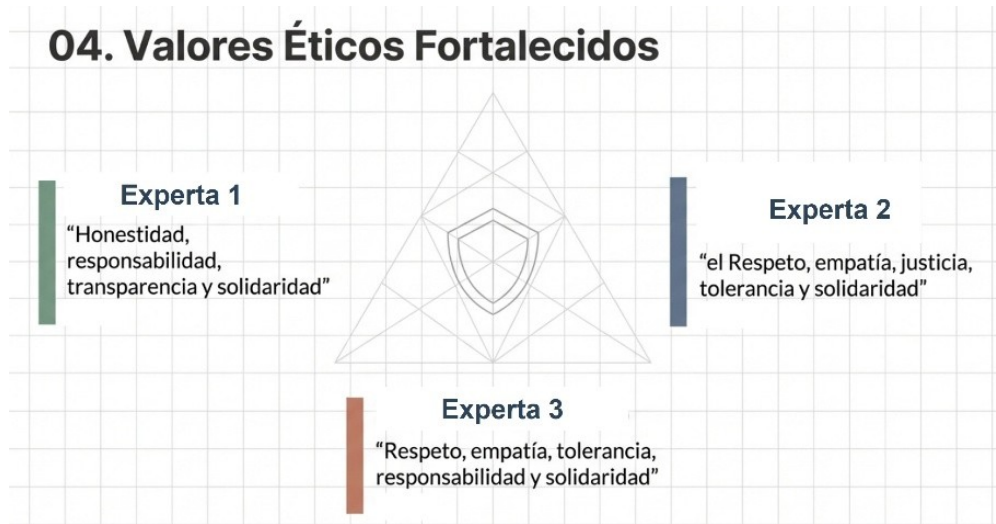 04. Valores Éticos Fortalecidos
Experta 1
“Honestidad,
responsabilidad,
transparencia y solidaridad”
Experta 2
“el Respeto, empatía, justicia,
tolerancia y solidaridad”
Experta 3
“Respeto, empatía, tolerancia,
responsabilidad y solidaridad”